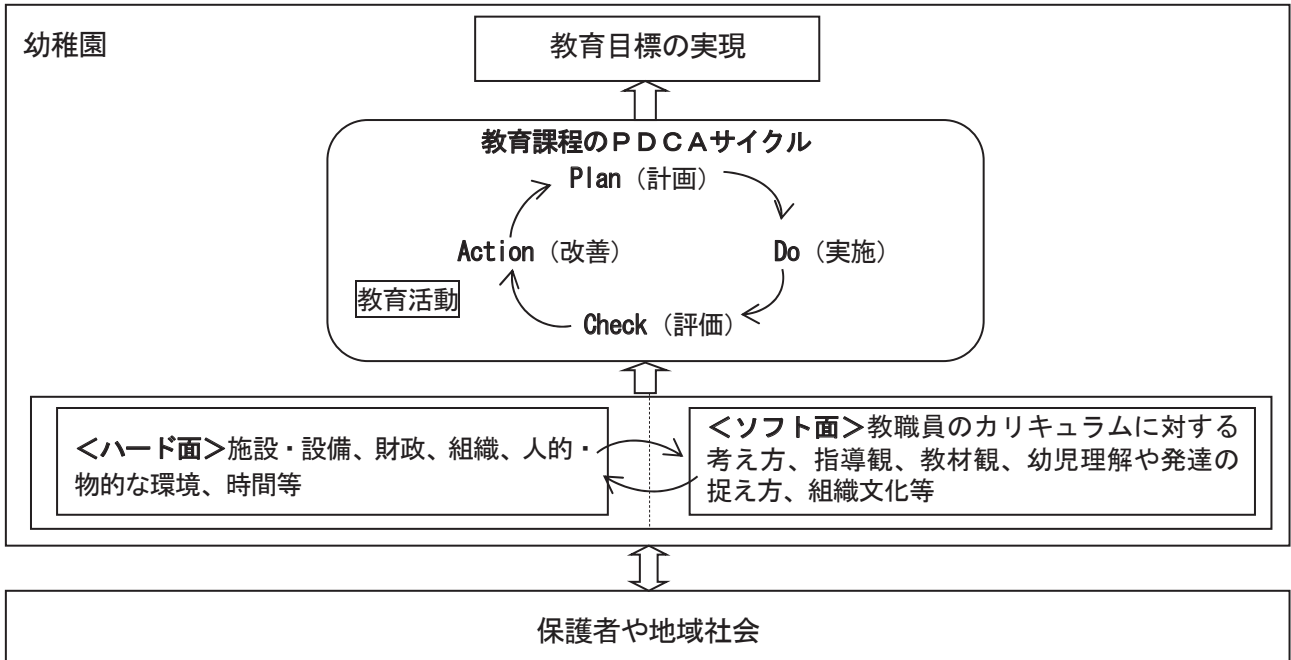 幼稚園
教育目標の実現
教育課程のPDCAサイクル
Plan（計画）
Action（改善）
Do（実施）
教育活動
Check（評価）
＜ハード面＞施設・設備、財政、組織、人的・
物的な環境、時間等
＜ソフト面＞教職員のカリキュラムに対する
考え方、指導観、教材観、幼児理解や発達の
捉え方、組織文化等
保護者や地域社会